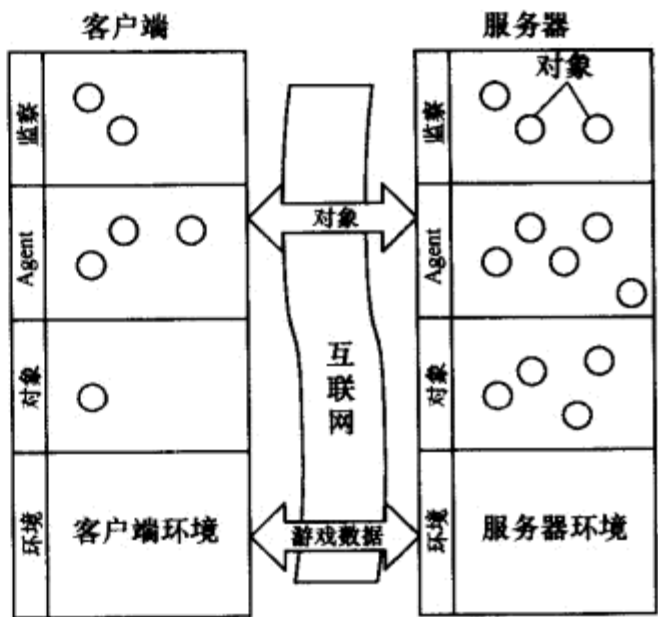 客户端
服务器
监察
对象
监察
Agent
对象
Agent
对象
互
联
网
对象
环境
客户端环境
游戏数据
环境
服务器环境